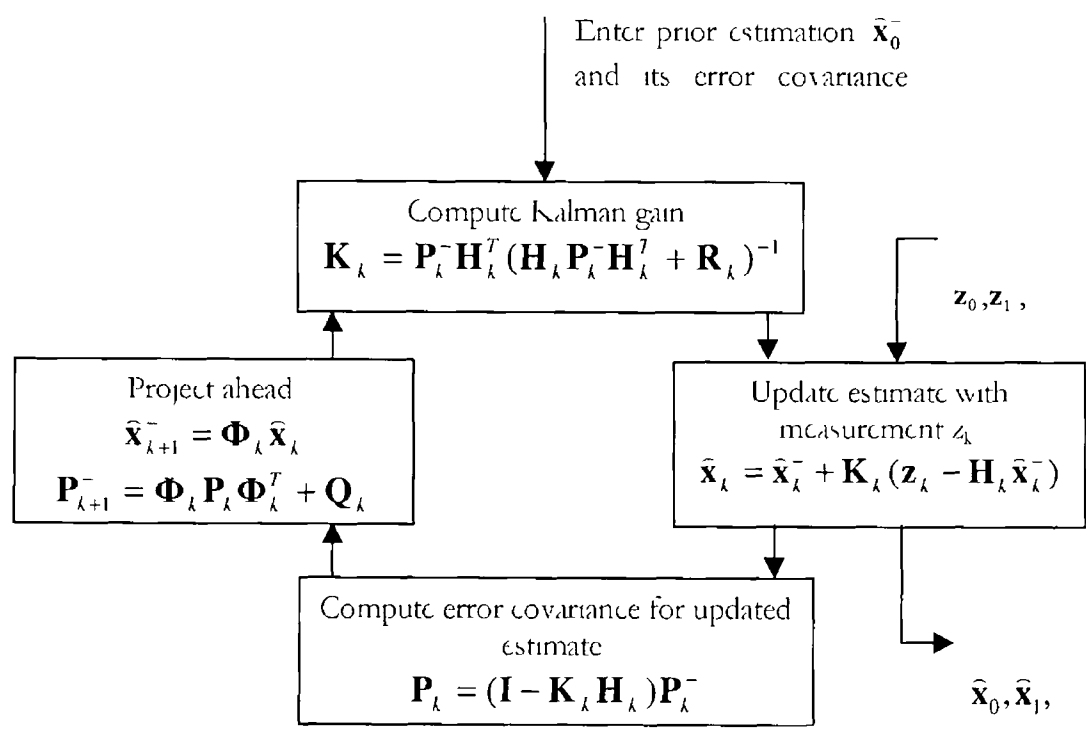 Enter prior estimation x̂₀⁻
and its error covariance
Compute Kalman gain
Kₖ = Pₖ⁻Hₖᵀ(HₖPₖ⁻Hₖᵀ + Rₖ)⁻¹
z₀,z₁,
Project ahead
x̂ₖ₊₁⁻ = Φₖx̂ₖ
Pₖ₊₁⁻ = ΦₖPₖΦₖᵀ + Qₖ
Update estimate with
measurement zₖ
x̂ₖ = x̂ₖ⁻ + Kₖ(zₖ − Hₖx̂ₖ⁻)
Compute error covariance for updated
estimate
Pₖ = (I − KₖHₖ)Pₖ⁻
x̂₀,x̂₁,